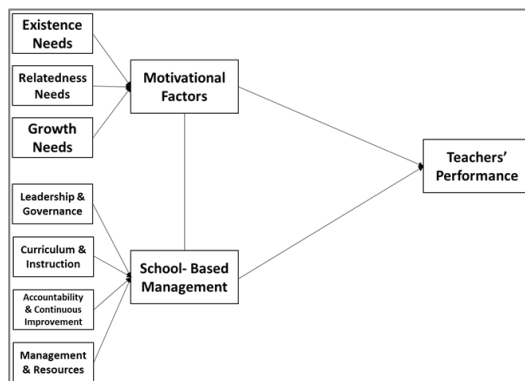 Existence
Needs
Relatedness
Needs
Growth
Needs
Motivational
Factors
Leadership &
Governance
Curriculum &
Instruction
Accountability
& Continuous
Improvement
Management
& Resources
School- Based
Management
Teachers’
Performance